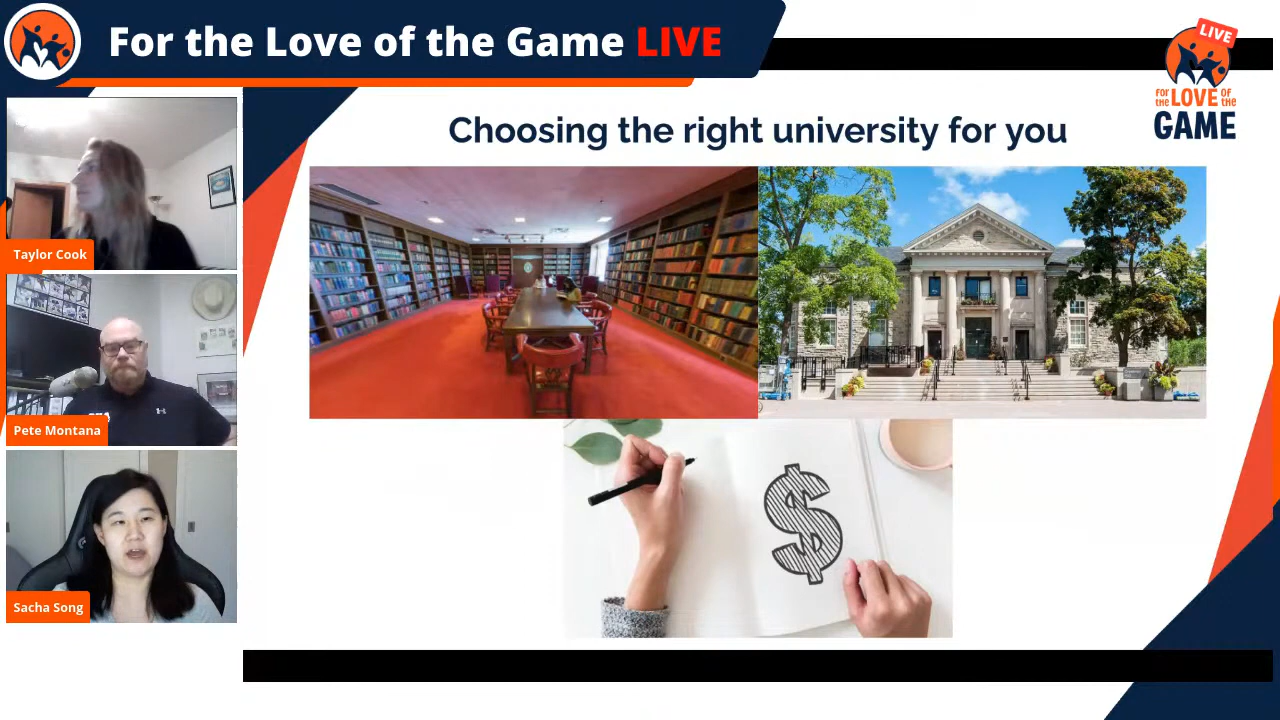 For the Love of the Game LIVE
LIVE
FOR the LOVE OF the
GAME
Choosing the right university for you
Taylor Cook
Pete Montana
Sacha Song
$